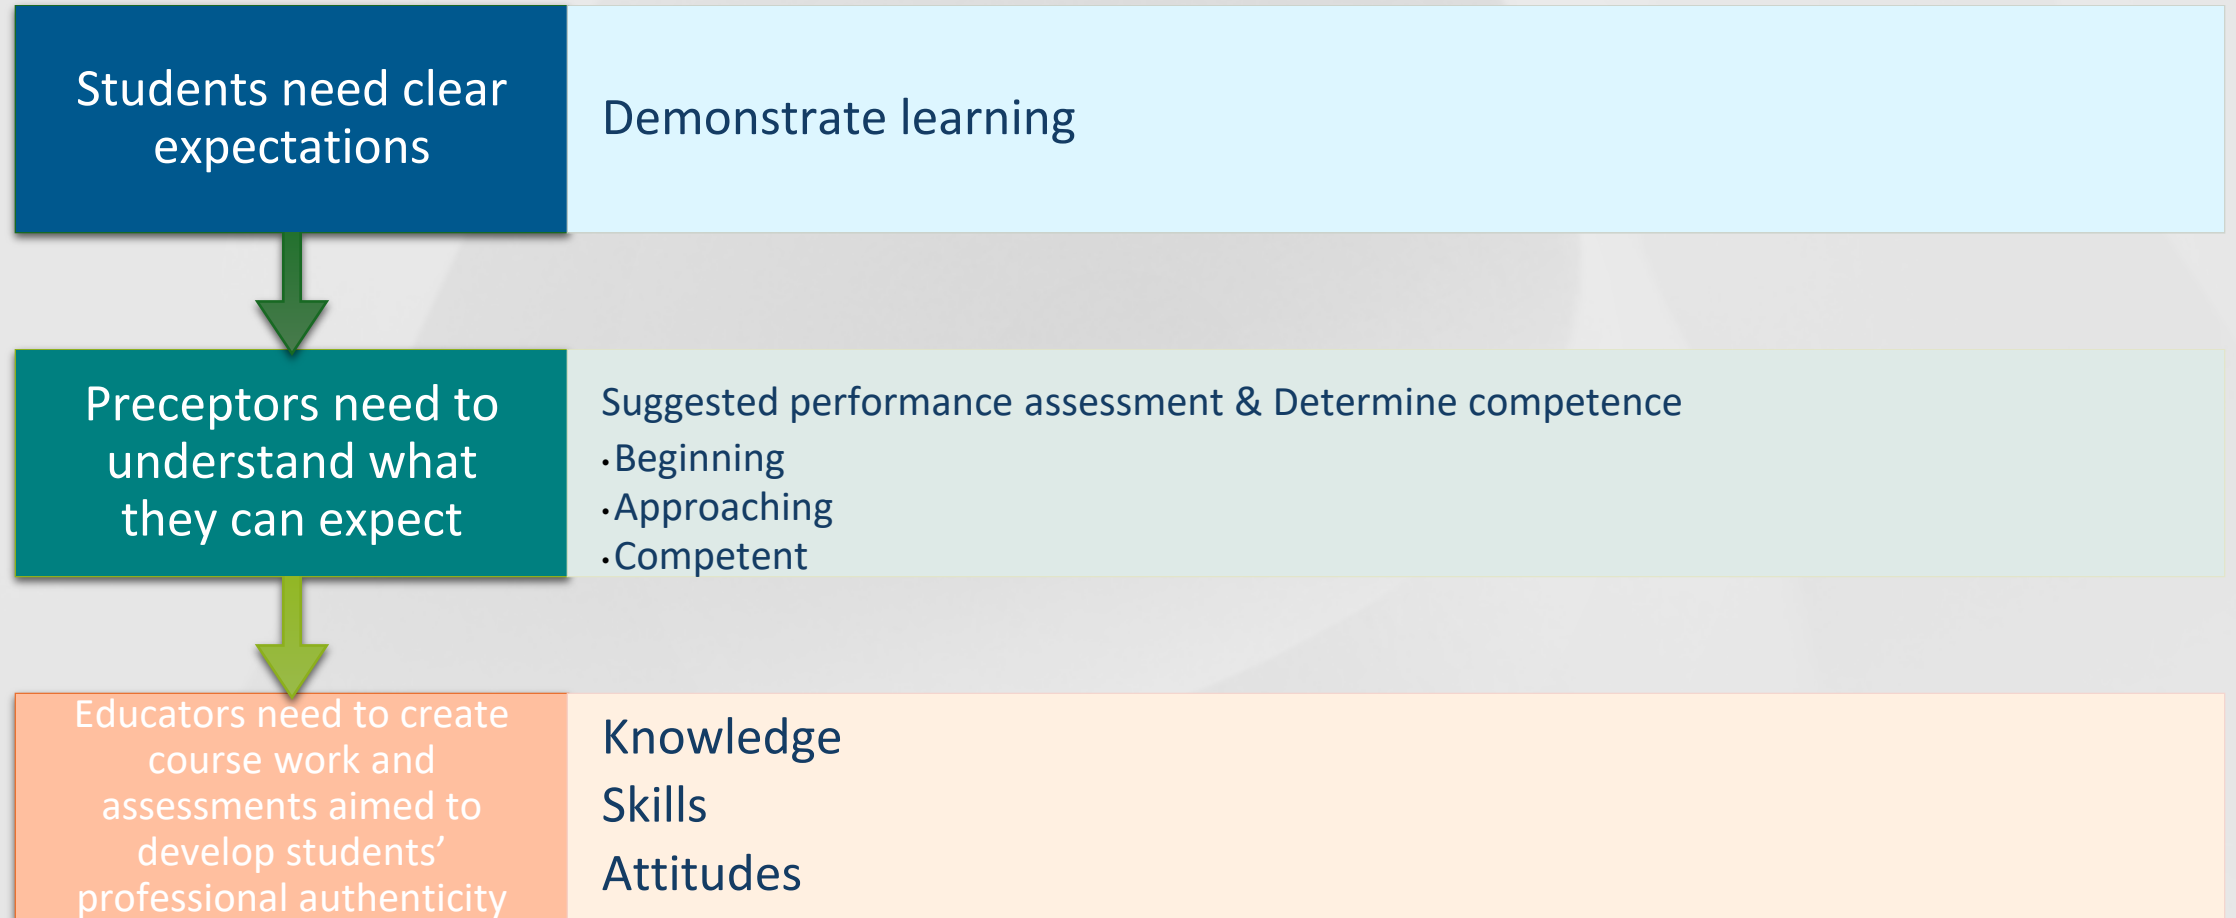 Students need clear
expectations
Demonstrate learning
Preceptors need to
understand what
they can expect
Suggested performance assessment & Determine competence
•Beginning
•Approaching
•Competent
Educators need to create
course work and
assessments aimed to
develop students’
professional authenticity
Knowledge
Skills
Attitudes